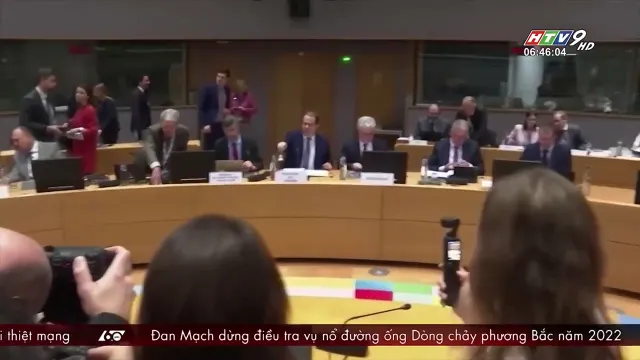 HTV9 HD
06:46:04
i thiệt mạng
60
Đan Mạch dừng điều tra vụ nổ đường ống Dòng chảy phương Bắc năm 2022